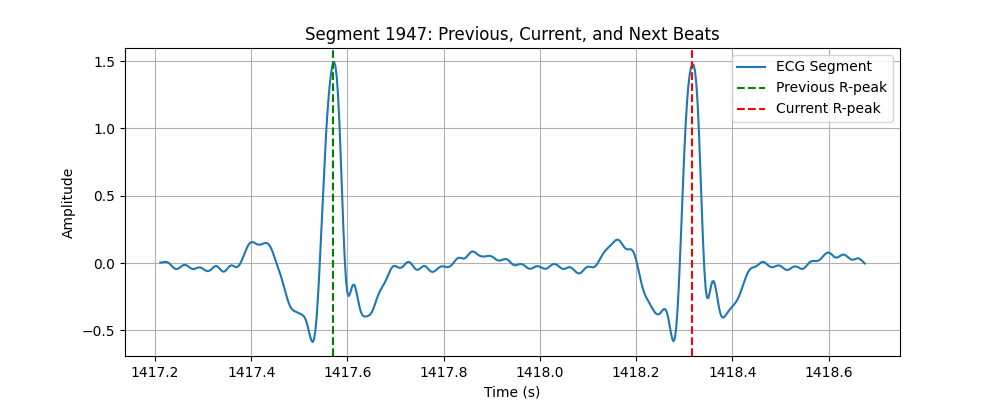 Segment 1947: Previous, Current, and Next Beats
ECG Segment
Previous R-peak
Current R-peak
Amplitude
1.5
1.0
0.5
0.0
−0.5
1417.2 1417.4 1417.6 1417.8 1418.0 1418.2 1418.4 1418.6
Time (s)